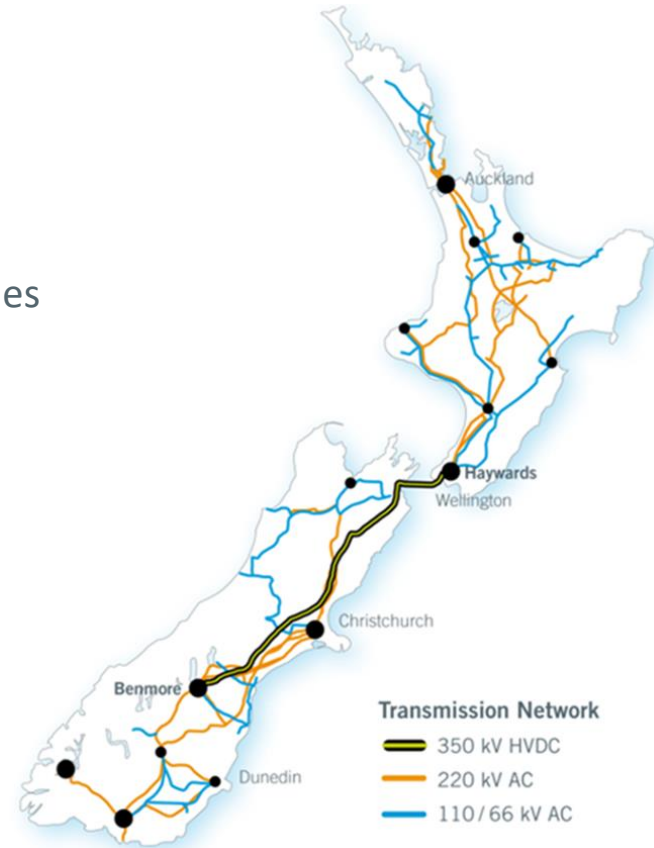 Auckland
es
Haywards
Wellington
Christchurch
Benmore
Transmission Network
350 kV HVDC
Dunedin
220 kV AC
110/66 kV AC